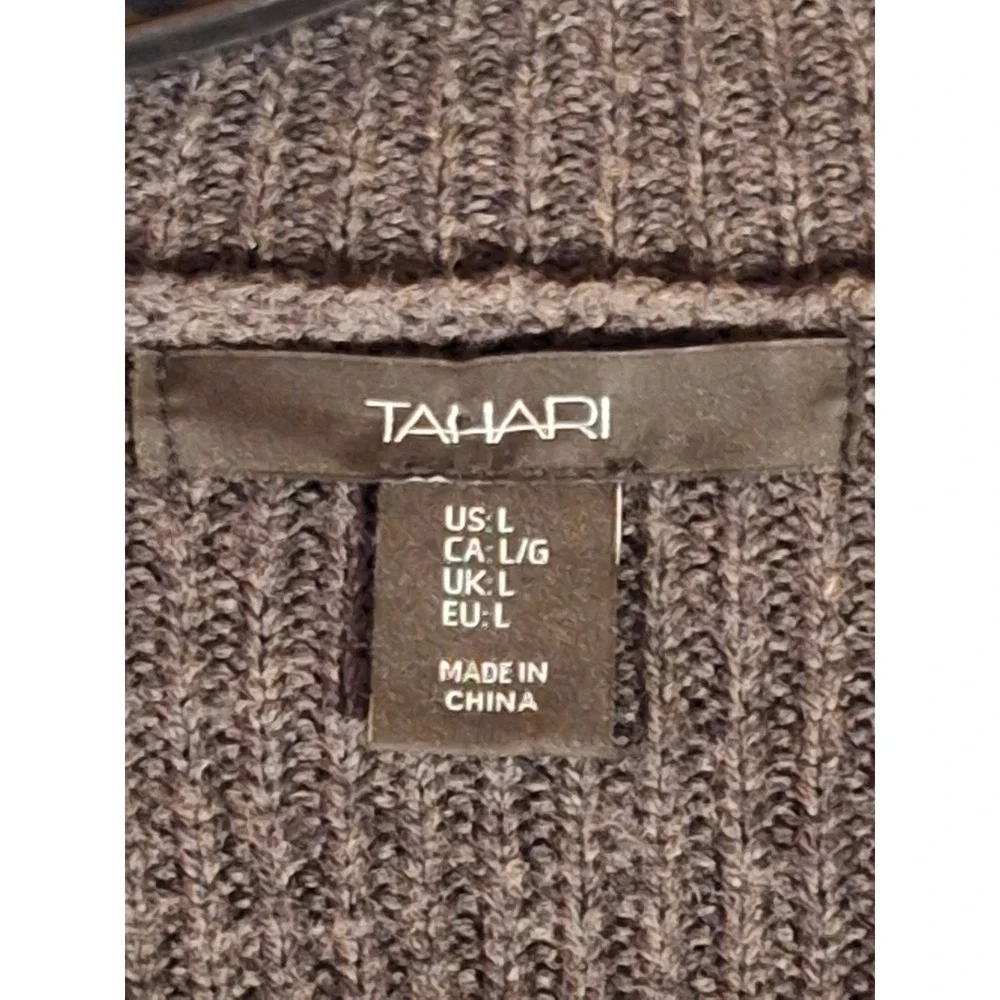 TAHARI
US: L
CA: L/G
UK: L
EU: L
MADE IN
CHINA